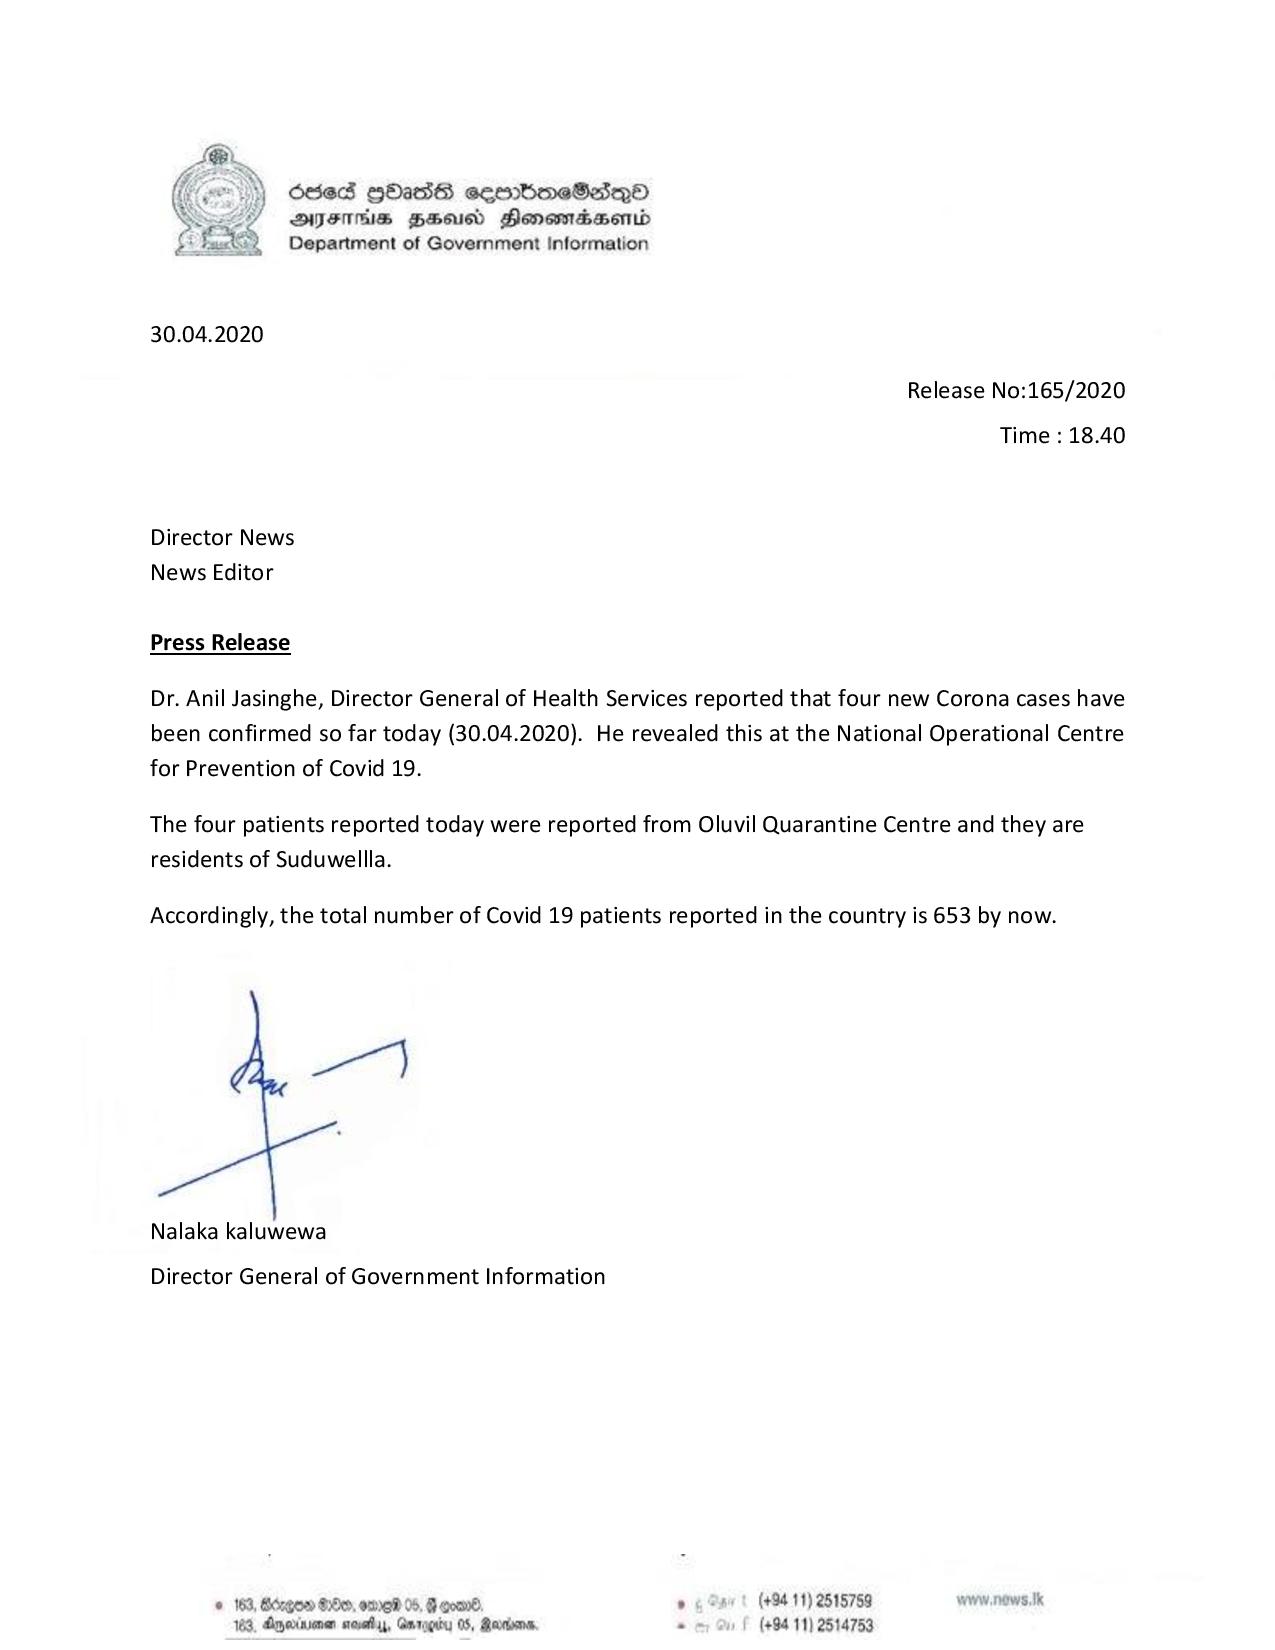 රජයේ ප්‍රවෘත්ති දෙපාර්තමේන්තුව
அரசாங்க தகவல் திணைக்களம்
Department of Government Information
30.04.2020
Release No:165/2020
Time : 18.40
Director News
News Editor
Press Release
Dr. Anil Jasinghe, Director General of Health Services reported that four new Corona cases have
been confirmed so far today (30.04.2020).  He revealed this at the National Operational Centre
for Prevention of Covid 19.
The four patients reported today were reported from Oluvil Quarantine Centre and they are
residents of Suduwellla.
Accordingly, the total number of Covid 19 patients reported in the country is 653 by now.
Nalaka kaluwewa
Director General of Government Information
163, කිරුලපන මාවත, කොළඹ 05, ශ්‍රී ලංකාව.
163, கிருலப்பனை எவனியூ, கொழும்பு 05, இலங்கை.
(+94 11) 2515759
(+94 11) 2514753
www.news.lk